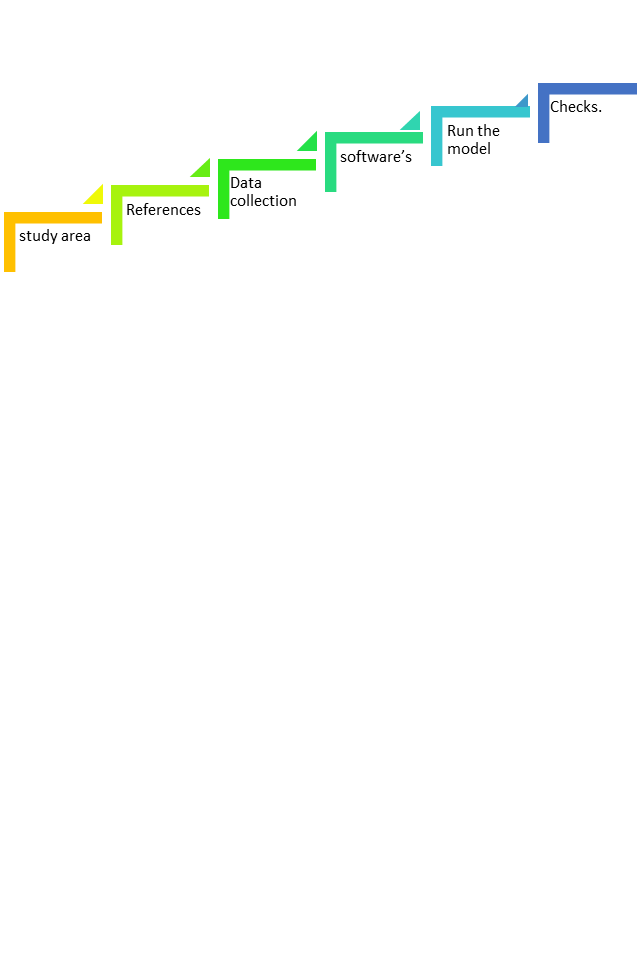 study area
References
Data
collection
software’s
Run the
model
Checks.